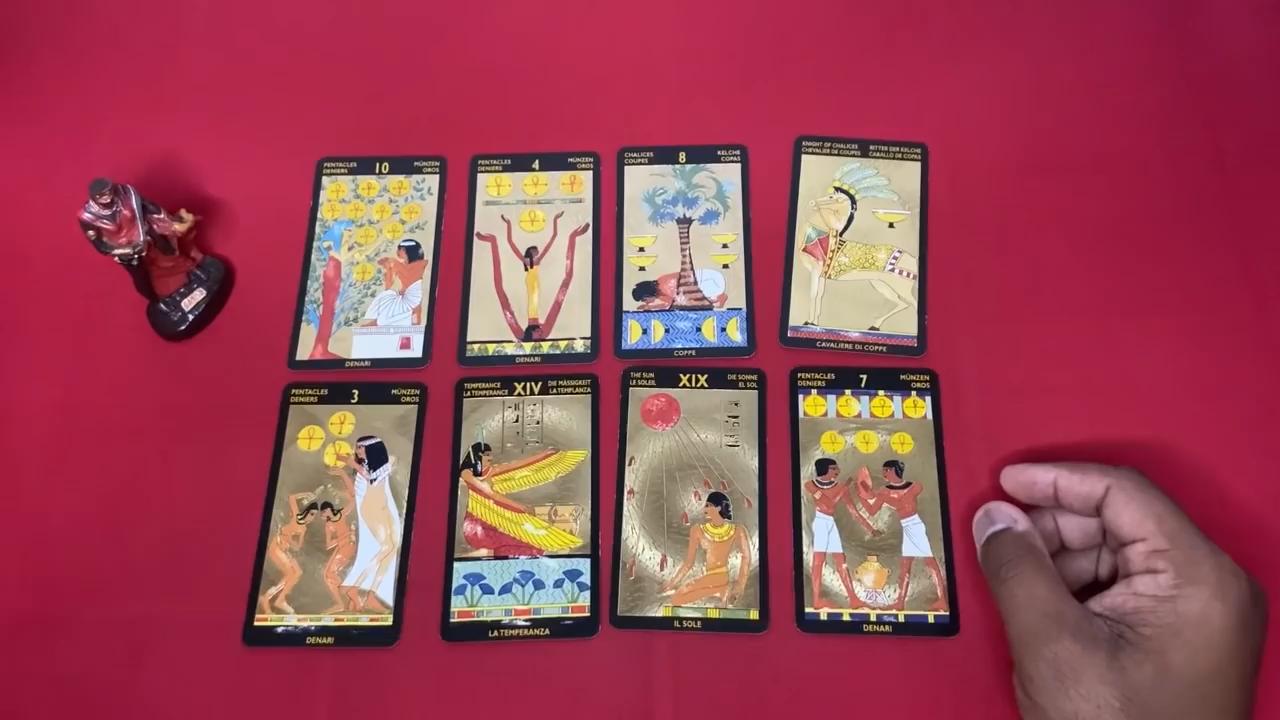 PENTACLES 10 MÜNZEN
DENIERS OROS
DENARI
PENTACLES 4 MÜNZEN
DENIERS OROS
DENARI
CHALICES 8 KELCHE
COUPES COPAS
COPPE
KNIGHT OF CHALICES RITTER DER KELCHE
CHEVALIER DE COUPES CABALLO DE COPAS
CAVALIERE DI COPPE
PENTACLES 3 MÜNZEN
DENIERS OROS
DENARI
TEMPERANCE XIV DIE MÄSSIGKEIT
LA TEMPERANCE LA TEMPLANZA
LA TEMPERANZA
THE SUN XIX DIE SONNE
LE SOLEIL EL SOL
IL SOLE
PENTACLES 7 MÜNZEN
DENIERS OROS
DENARI